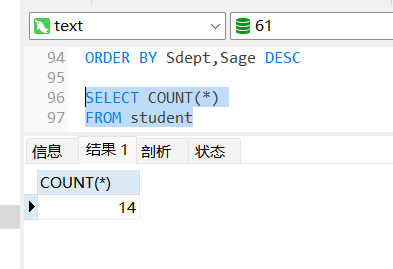 text 61
94 ORDER BY Sdept,Sage DESC
95
96 SELECT COUNT(*)
97 FROM student
信息 结果 1 剖析 状态
COUNT(*)
14